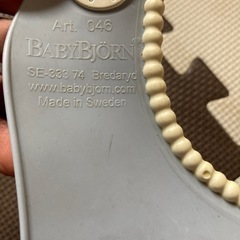 Art. 046
BABYBJÖRN®
SE-333 74 Bredaryd
www.babybjorn.com
Made in Sweden